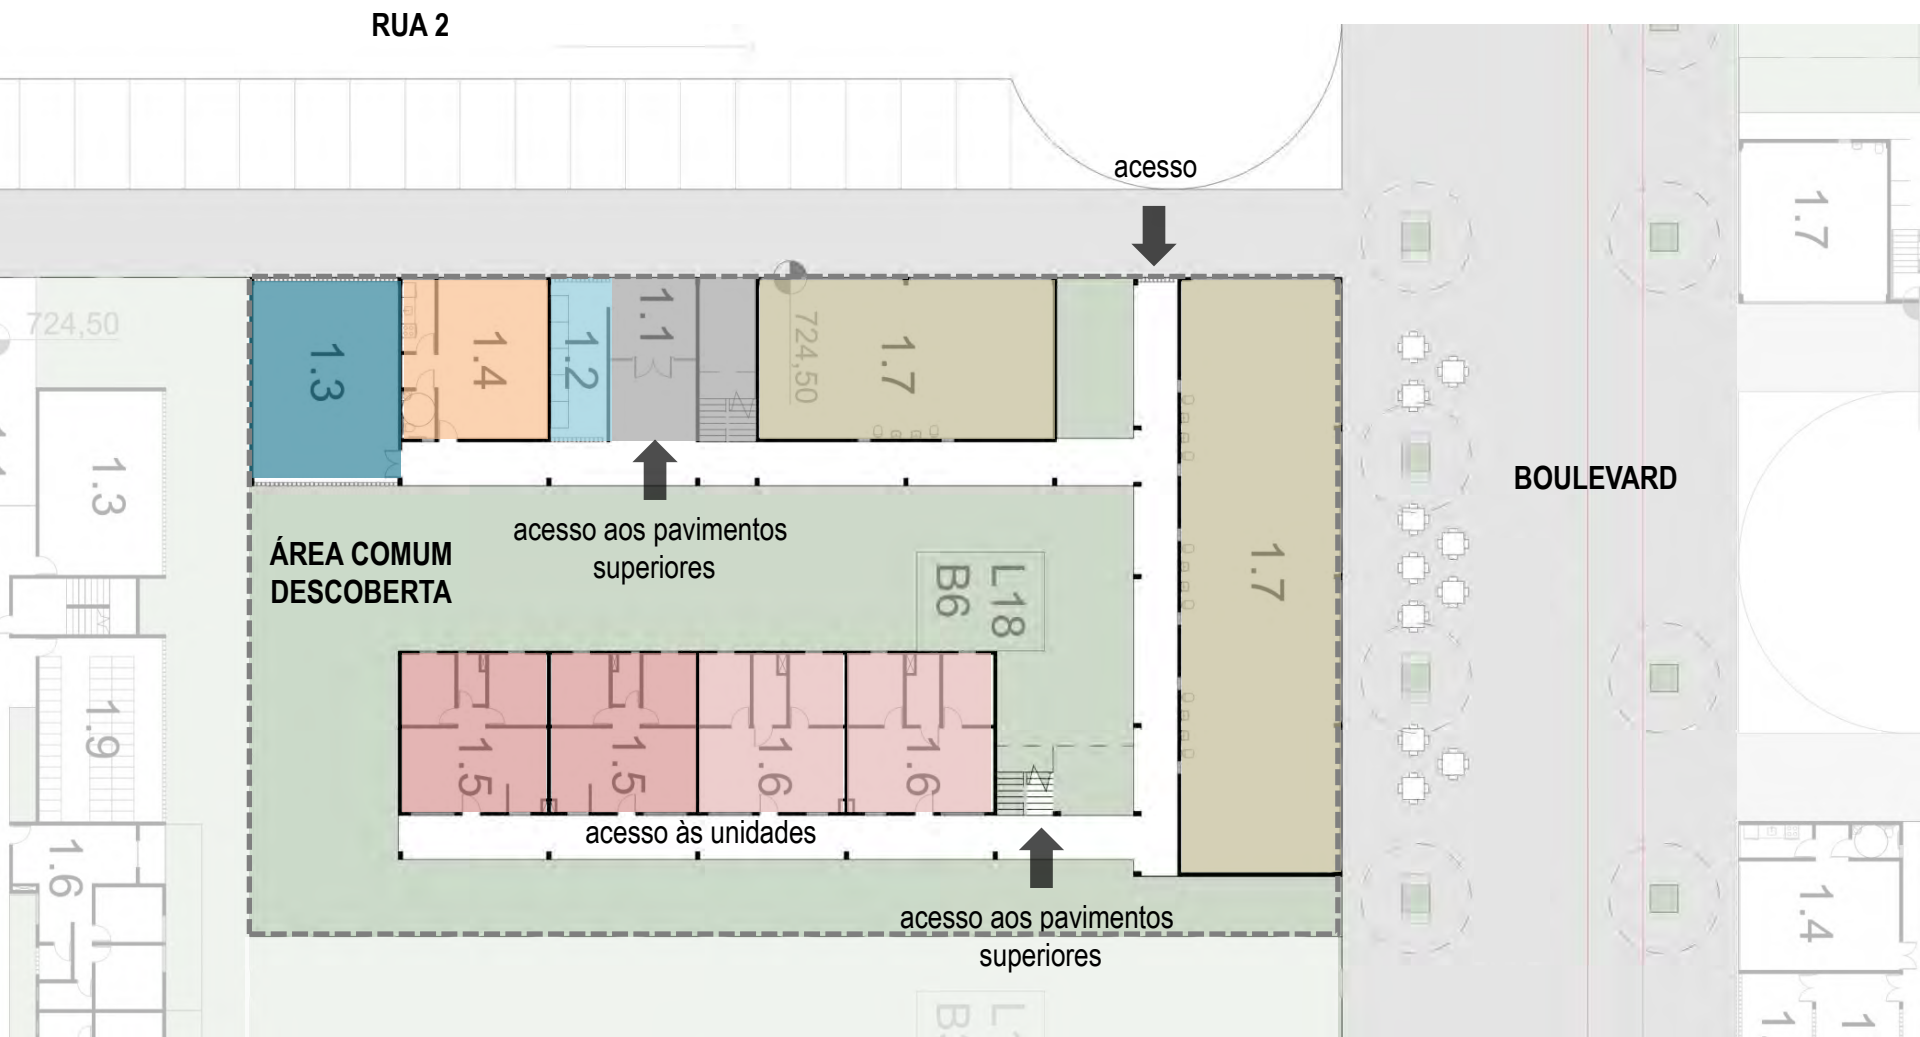 RUA 2
acesso
1.7
724,50
1.3
1.4
1.2
1.1
724,50
1.7
1.3
BOULEVARD
acesso aos pavimentos
superiores
ÁREA COMUM
DESCOBERTA
L18
B6
1.7
1.9
1.5
1.5
1.6
1.6
acesso às unidades
1.6
acesso aos pavimentos
superiores
1.4